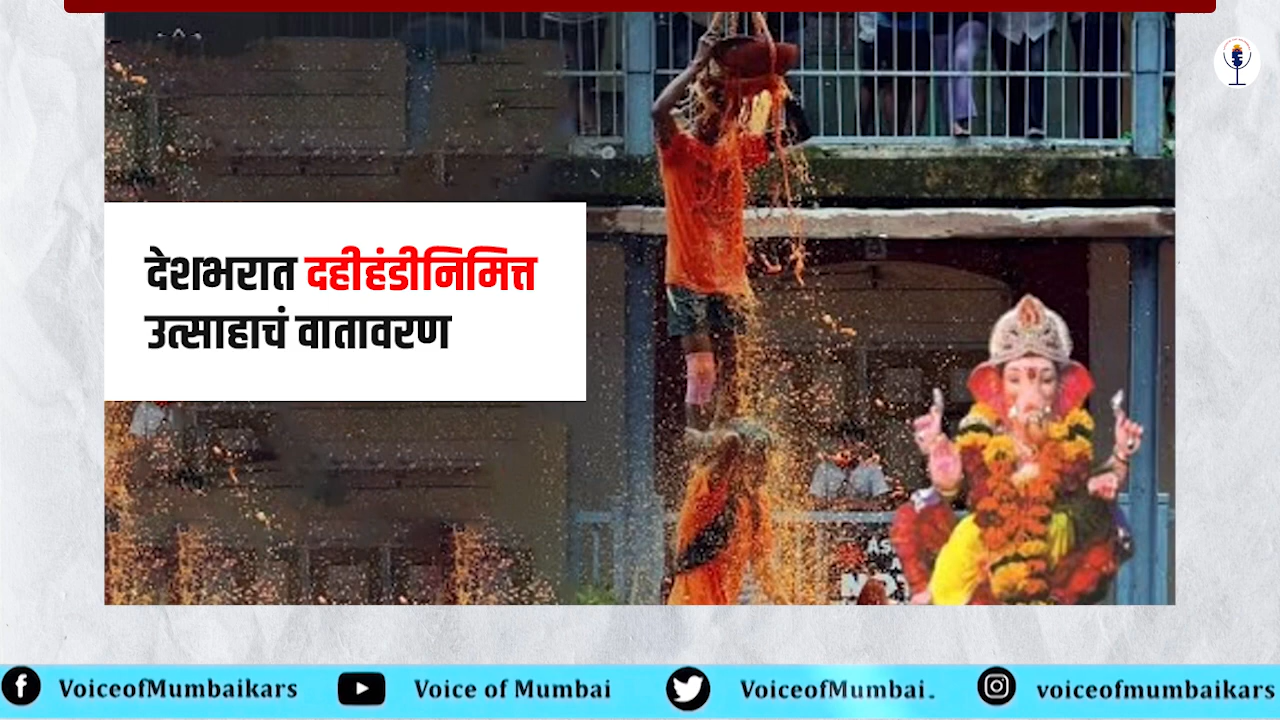 देशभरात दहीहंडीनिमित्त
उत्साहाचं वातावरण
VoiceofMumbaikars
Voice of Mumbai
VoiceofMumbai.
voiceofmumbaikars